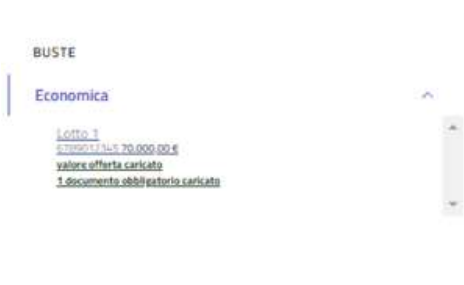 BUSTE
Economica
Lotto 1
6789012345 70.000,00 €
valore offerta caricato
1 documento obbligatorio caricato